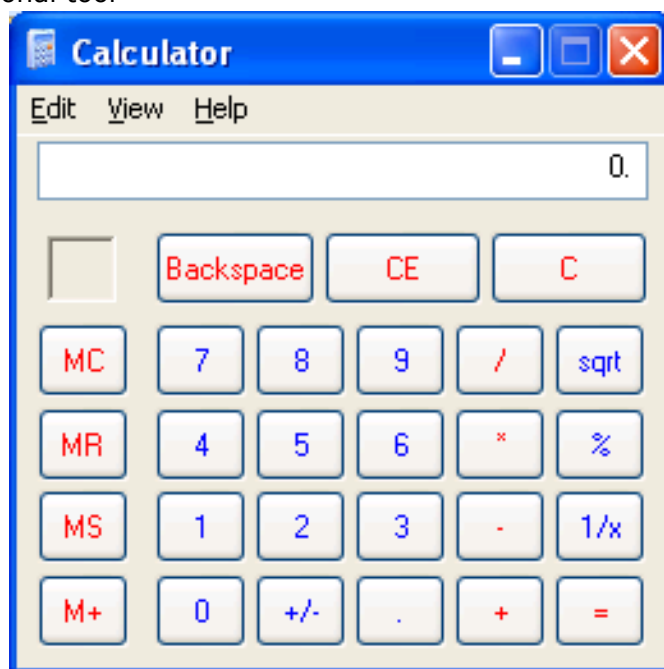 Calculator
Edit View Help
0.
Backspace CE C
MC 7 8 9 / sqrt
MR 4 5 6 * %
MS 1 2 3 - 1/x
M+ 0 +/- . + =